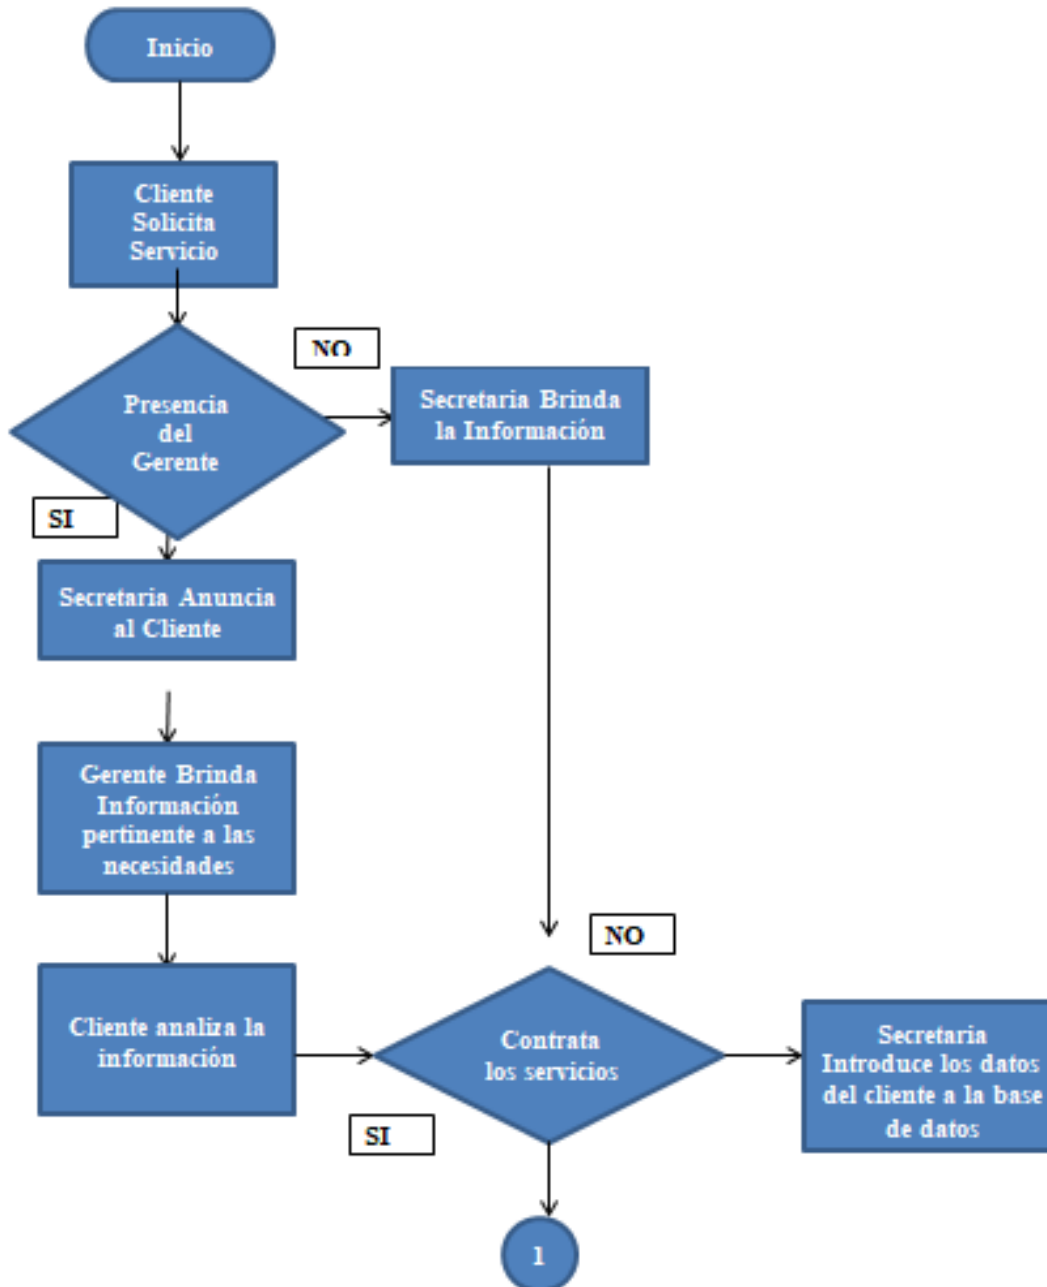 Inicio
Cliente
Solicita
Servicio
NO
Presencia
del
Gerente
Secretaria Brinda
la Información
SI
Secretaria Anuncia
al Cliente
Gerente Brinda
Información
pertinente a las
necesidades
NO
Cliente analiza la
información
Contrata
los servicios
Secretaria
Introduce los datos
del cliente a la base
de datos
SI
1